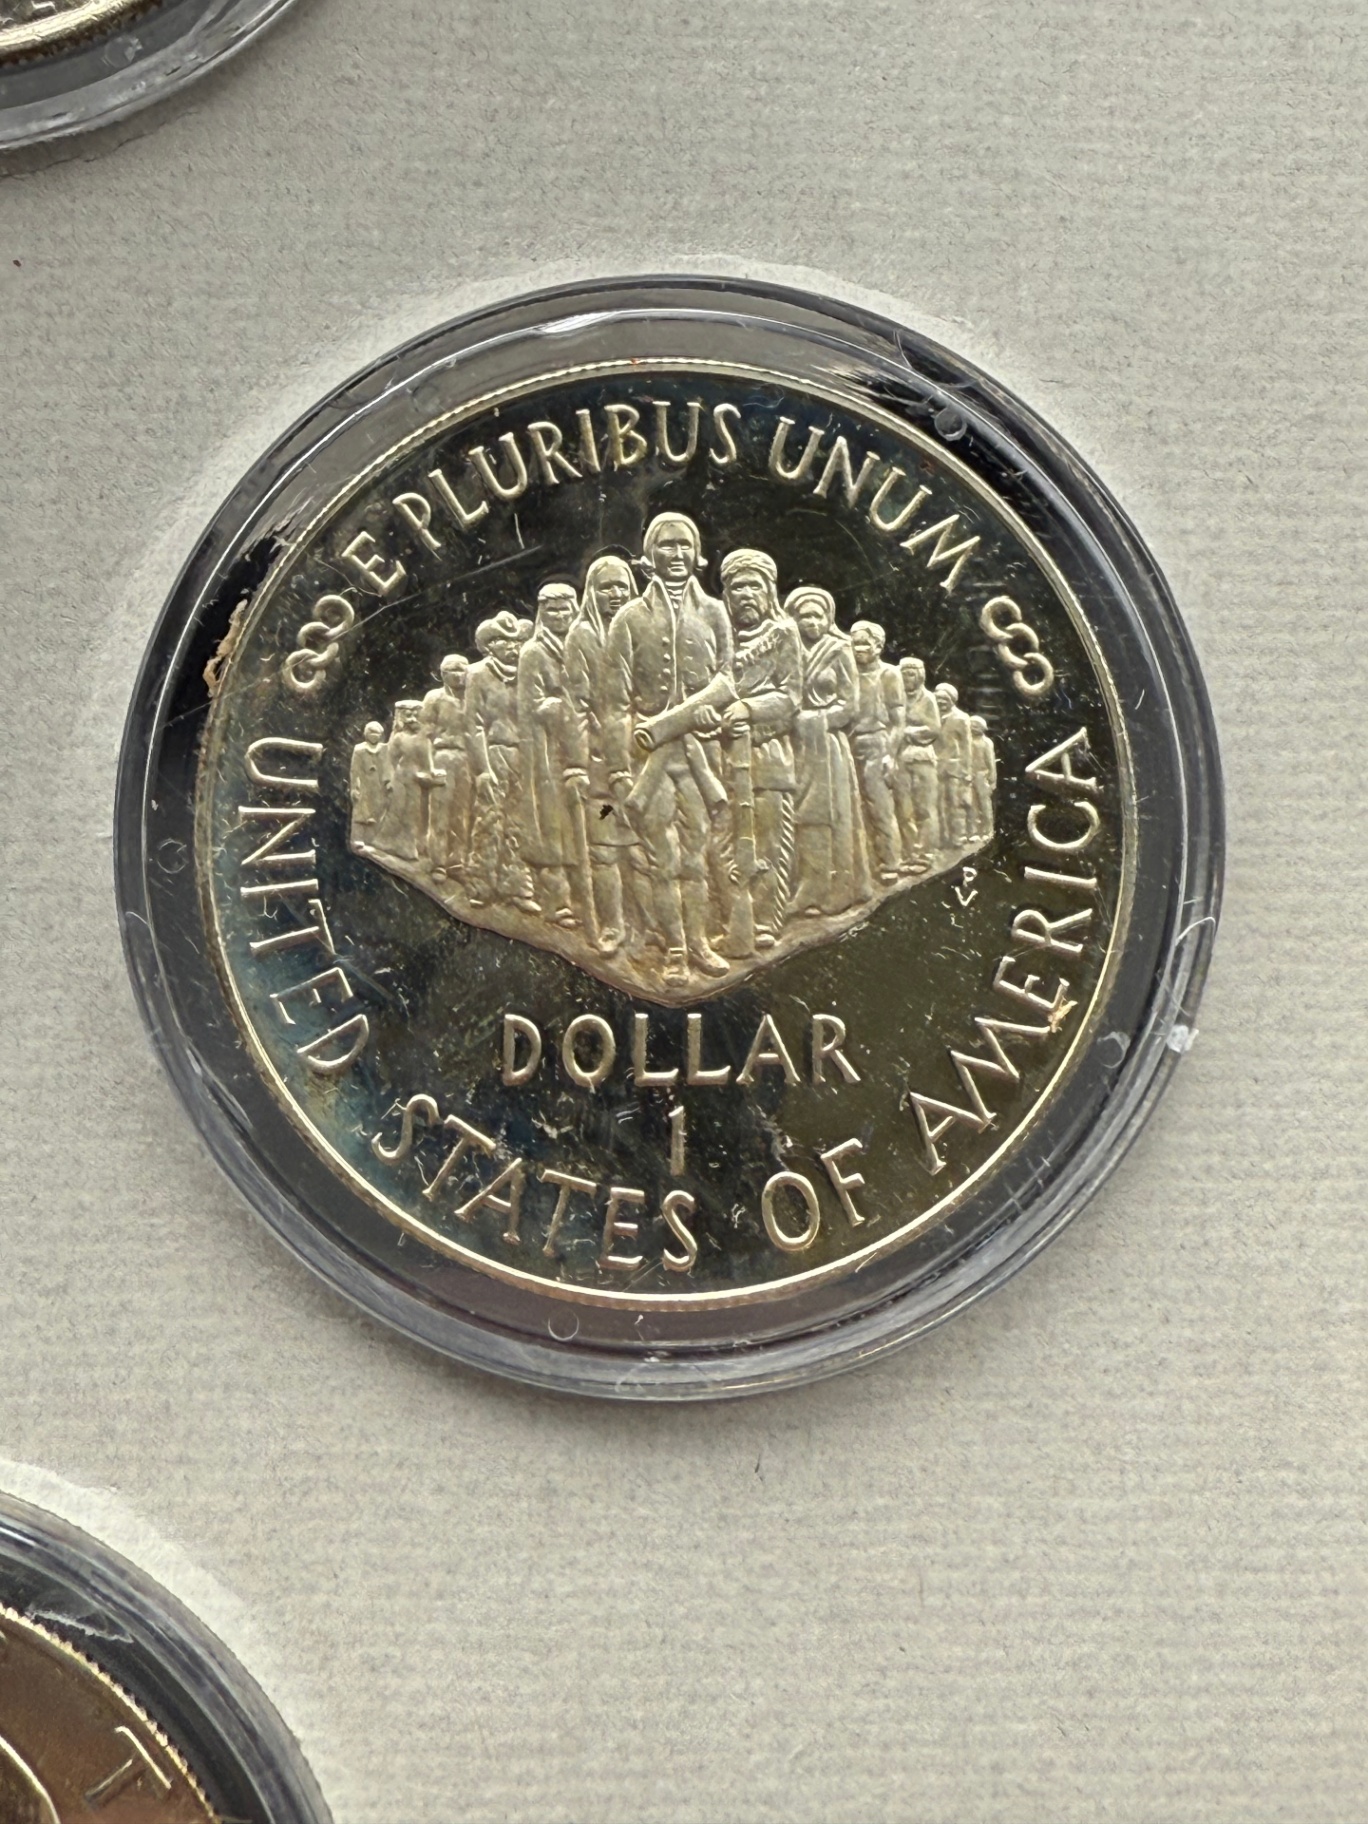 E PLURIBUS UNUM
DOLLAR
1
UNITED STATES OF AMERICA
T